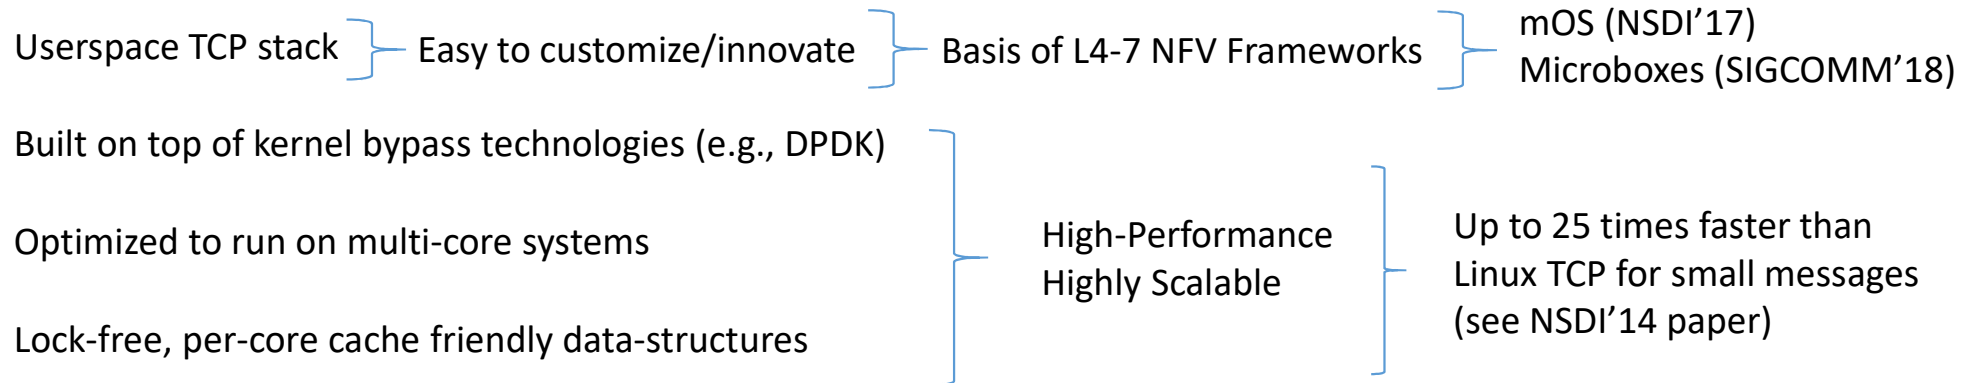 Userspace TCP stack
Easy to customize/innovate
Basis of L4-7 NFV Frameworks
mOS (NSDI’17)
Microboxes (SIGCOMM’18)
Built on top of kernel bypass technologies (e.g., DPDK)
Optimized to run on multi-core systems
Lock-free, per-core cache friendly data-structures
High-Performance
Highly Scalable
Up to 25 times faster than
Linux TCP for small messages
(see NSDI’14 paper)